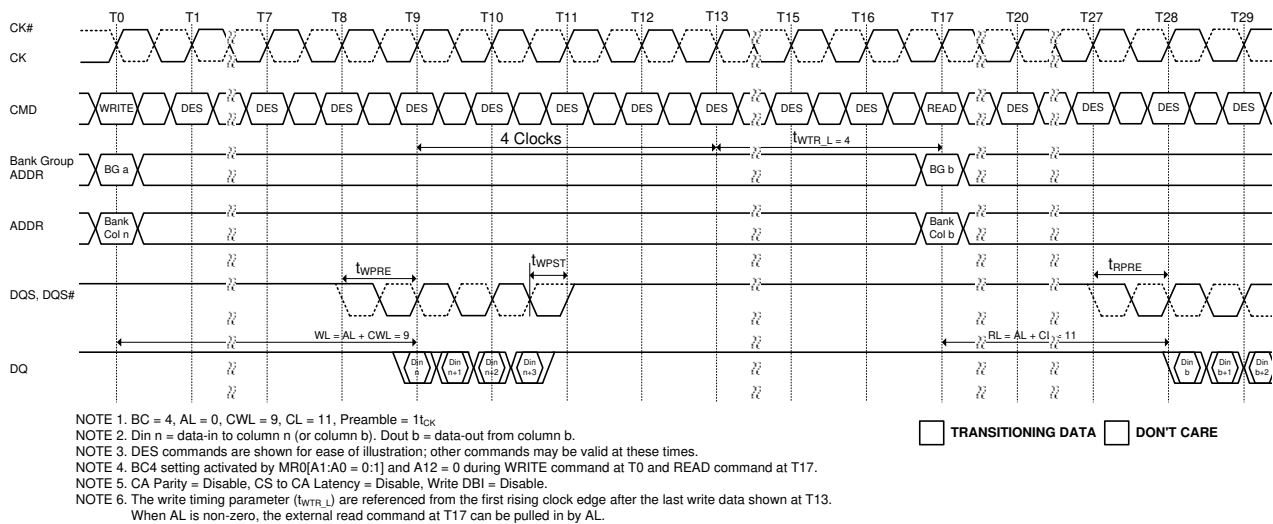 T0 T1 T7 T8 T9 T10 T11 T12 T13 T15 T16 T17 T20 T27 T28 T29
CK#
CK
CMD WRITE DES DES DES DES DES DES DES DES DES DES READ DES DES DES DES
4 Clocks tWTR_L = 4
Bank Group
ADDR
BG a BG b
ADDR
Bank
Col n
Bank
Col b
tWPRE tWPST tRPRE
DQS, DQS#
WL = AL + CWL = 9 RL = AL + CL = 11
DQ
Din
n
Din
n+1
Din
n+2
Din
n+3
Din
b
Din
b+1
Din
b+2
NOTE 1. BC = 4, AL = 0, CWL = 9, CL = 11, Preamble = 1tCK
NOTE 2. Din n = data-in to column n (or column b). Dout b = data-out from column b.
NOTE 3. DES commands are shown for ease of illustration; other commands may be valid at these times.
NOTE 4. BC4 setting activated by MR0[A1:A0 = 0:1] and A12 = 0 during WRITE command at T0 and READ command at T17.
NOTE 5. CA Parity = Disable, CS to CA Latency = Disable, Write DBI = Disable.
NOTE 6. The write timing parameter (tWTR_L) are referenced from the first rising clock edge after the last write data shown at T13.
When AL is non-zero, the external read command at T17 can be pulled in by AL.
TRANSITIONING DATA DON'T CARE